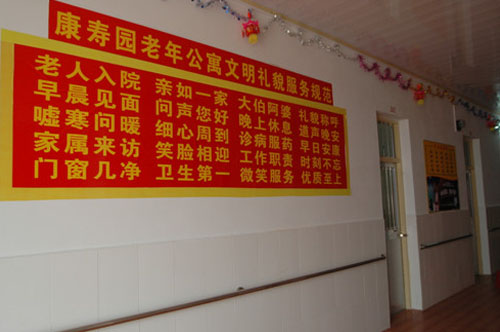 康寿园老年公寓文明礼貌服务规范
老人入院 亲如一家 大伯阿婆 礼貌称呼
早晨见面 问声您好 晚上休息 道声晚安
嘘寒问暖 细心周到 诊病服药 早日安康
家属来访 笑脸相迎 工作职责 时刻不忘
门窗几净 卫生第一 微笑服务 优质至上